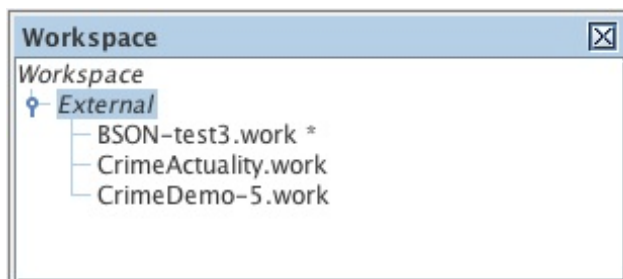 Workspace
Workspace
External
BSON-test3.work *
CrimeActuality.work
CrimeDemo-5.work